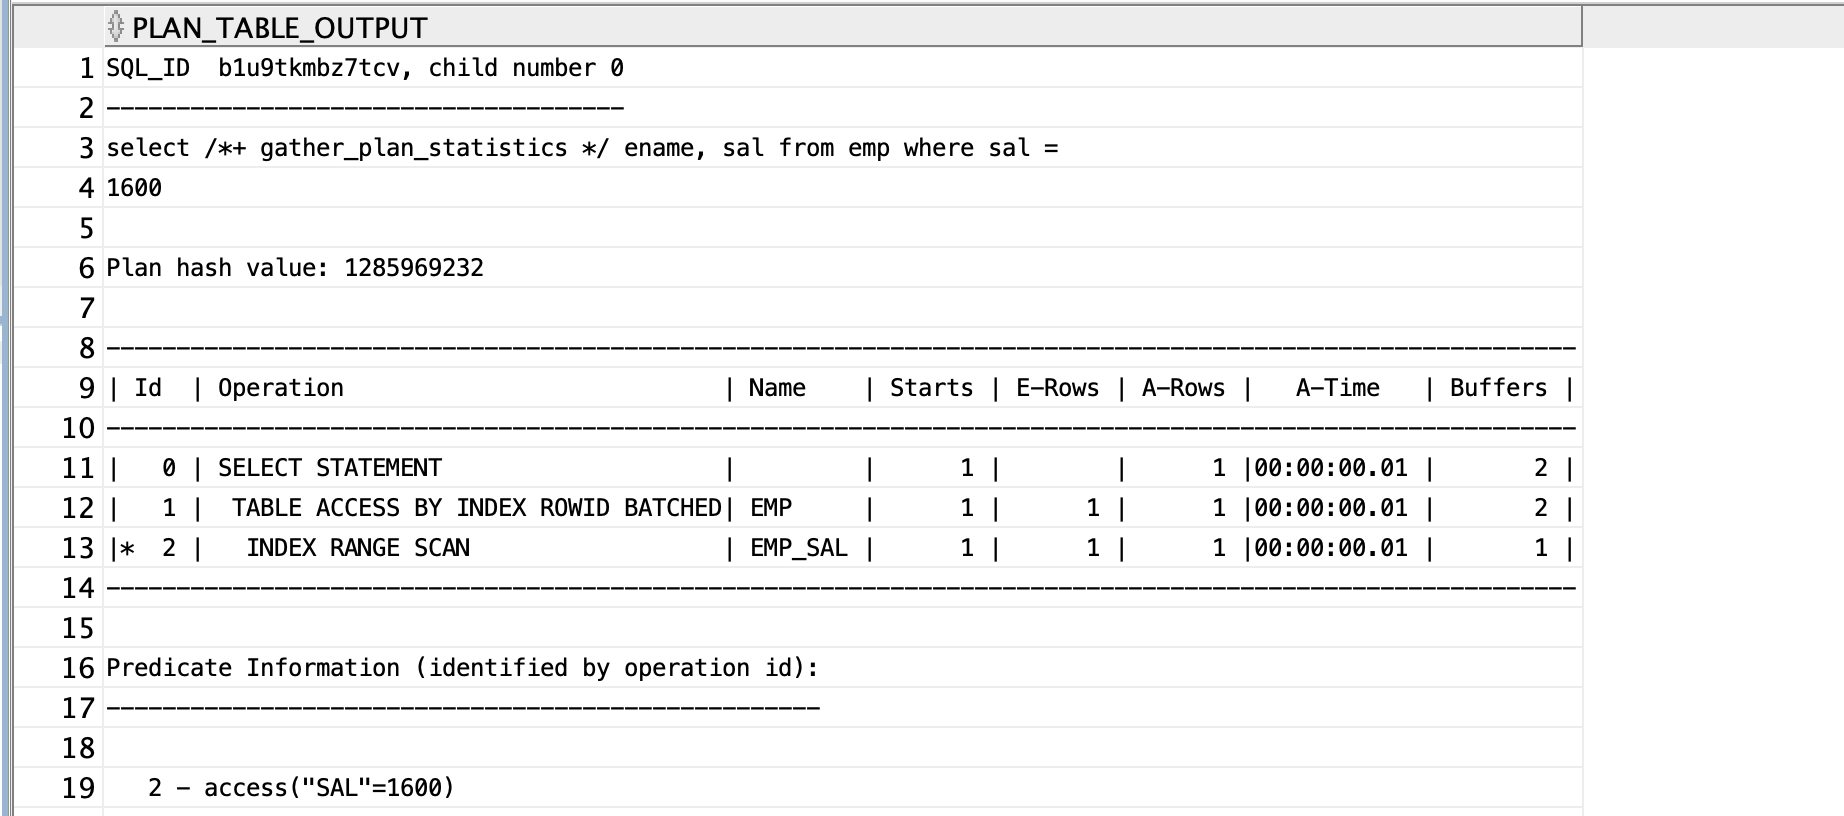 PLAN_TABLE_OUTPUT
1 SQL_ID  b1u9tkmbz7tcv, child number 0
2 -------------------------------------
3 select /*+ gather_plan_statistics */ ename, sal from emp where sal =
4 1600
5
6 Plan hash value: 1285969232
7
8 ---------------------------------------------------------------------------------------------------------
9 | Id  | Operation                           | Name    | Starts | E-Rows | A-Rows |   A-Time   | Buffers |
10 ---------------------------------------------------------------------------------------------------------
11 |   0 | SELECT STATEMENT                    |         |      1 |        |      1 |00:00:00.01 |       2 |
12 |   1 |  TABLE ACCESS BY INDEX ROWID BATCHED| EMP     |      1 |      1 |      1 |00:00:00.01 |       2 |
13 |*  2 |   INDEX RANGE SCAN                  | EMP_SAL |      1 |      1 |      1 |00:00:00.01 |       1 |
14 ---------------------------------------------------------------------------------------------------------
15
16 Predicate Information (identified by operation id):
17 ---------------------------------------------------
18
19    2 - access("SAL"=1600)